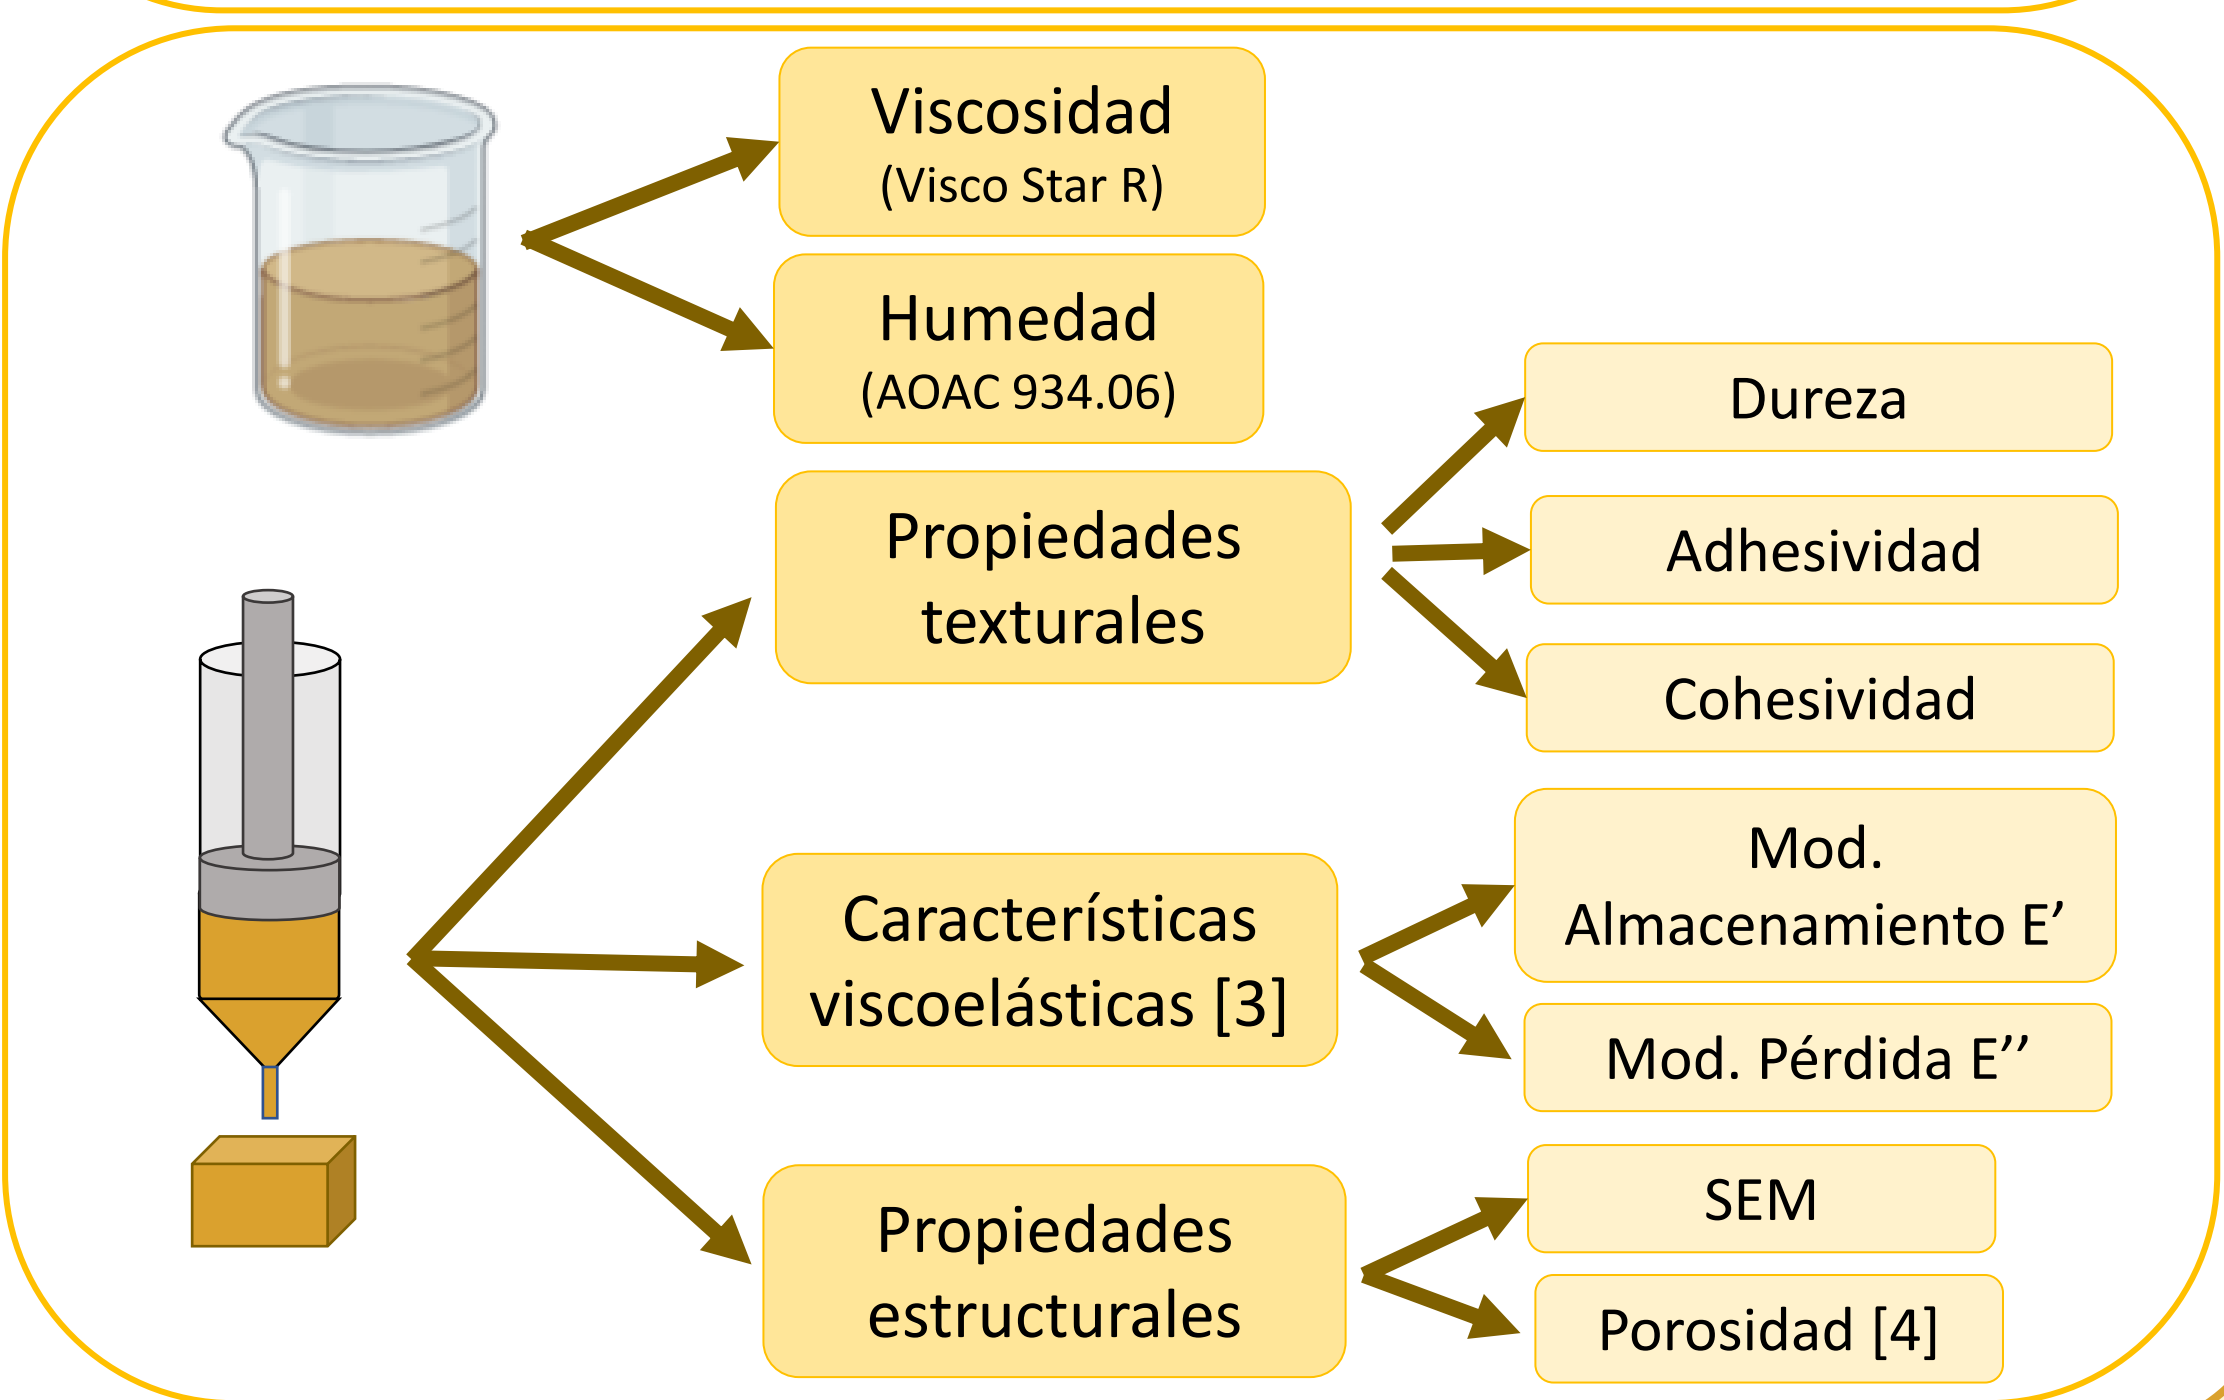 Viscosidad
(Visco Star R)
Humedad
(AOAC 934.06)
Propiedades
texturales
Dureza
Adhesividad
Cohesividad
Características
viscoelásticas [3]
Mod.
Almacenamiento E’
Mod. Pérdida E’’
Propiedades
estructurales
SEM
Porosidad [4]